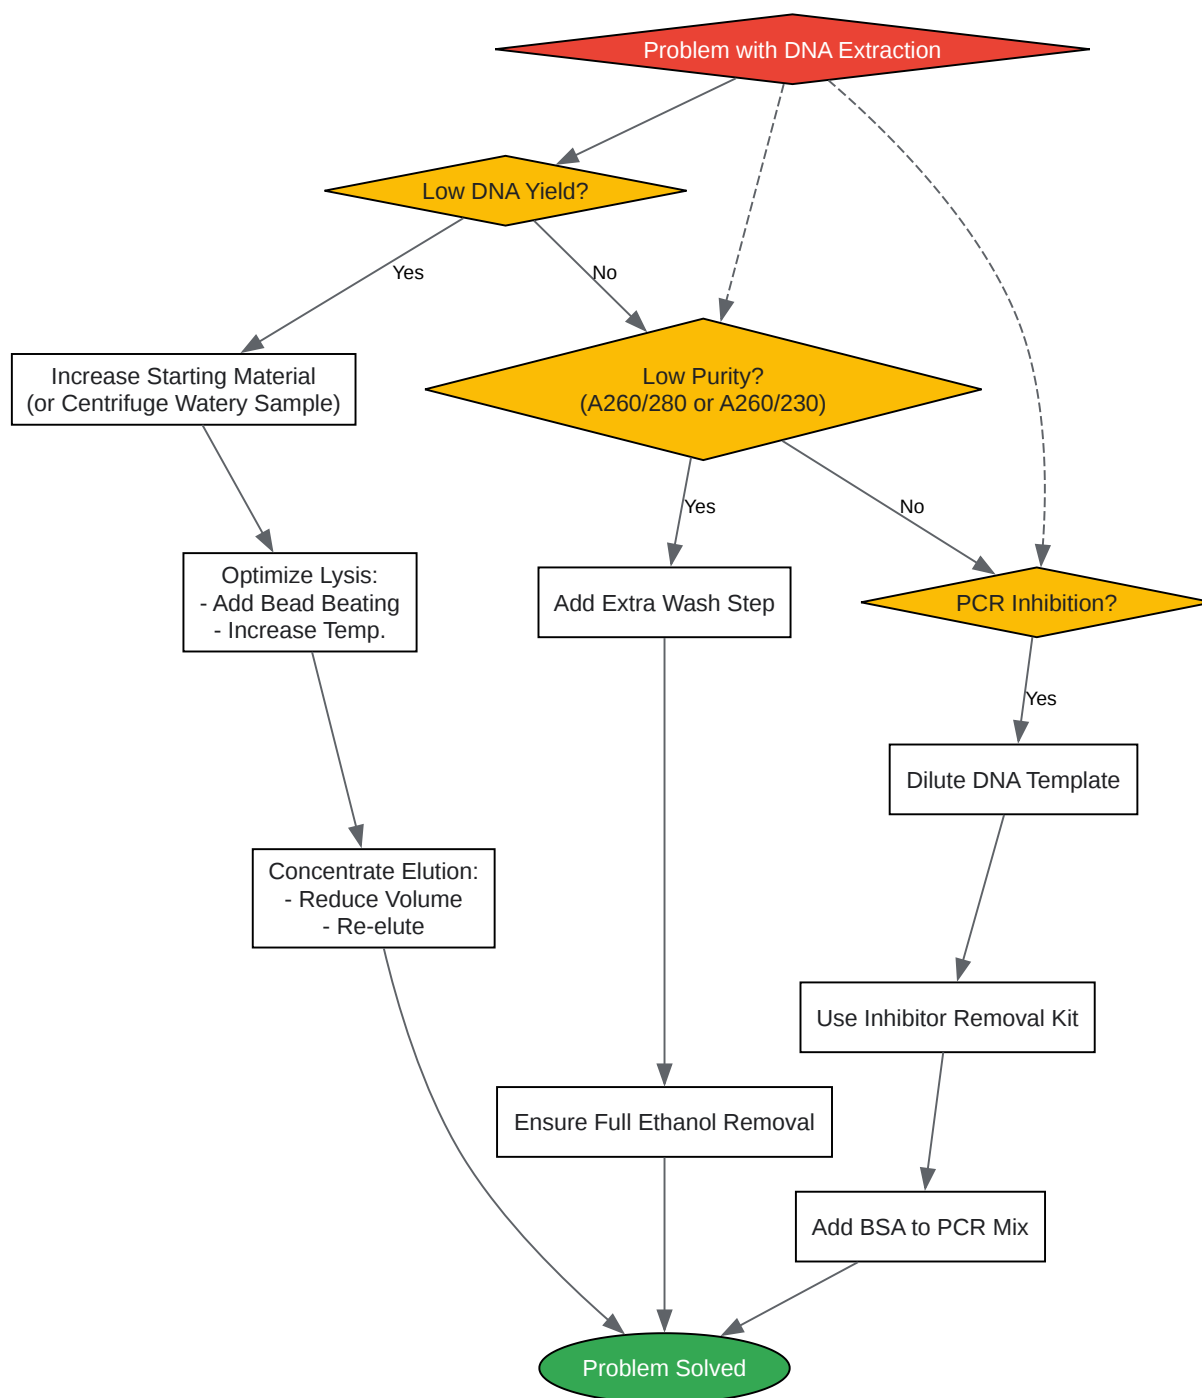 Problem with DNA Extraction
Low DNA Yield?
Yes
No
Increase Starting Material
(or Centrifuge Watery Sample)
Low Purity?
(A260/280 or A260/230)
Yes
No
Optimize Lysis:
- Add Bead Beating
- Increase Temp.
Add Extra Wash Step
PCR Inhibition?
Yes
Dilute DNA Template
Concentrate Elution:
- Reduce Volume
- Re-elute
Use Inhibitor Removal Kit
Ensure Full Ethanol Removal
Add BSA to PCR Mix
Problem Solved